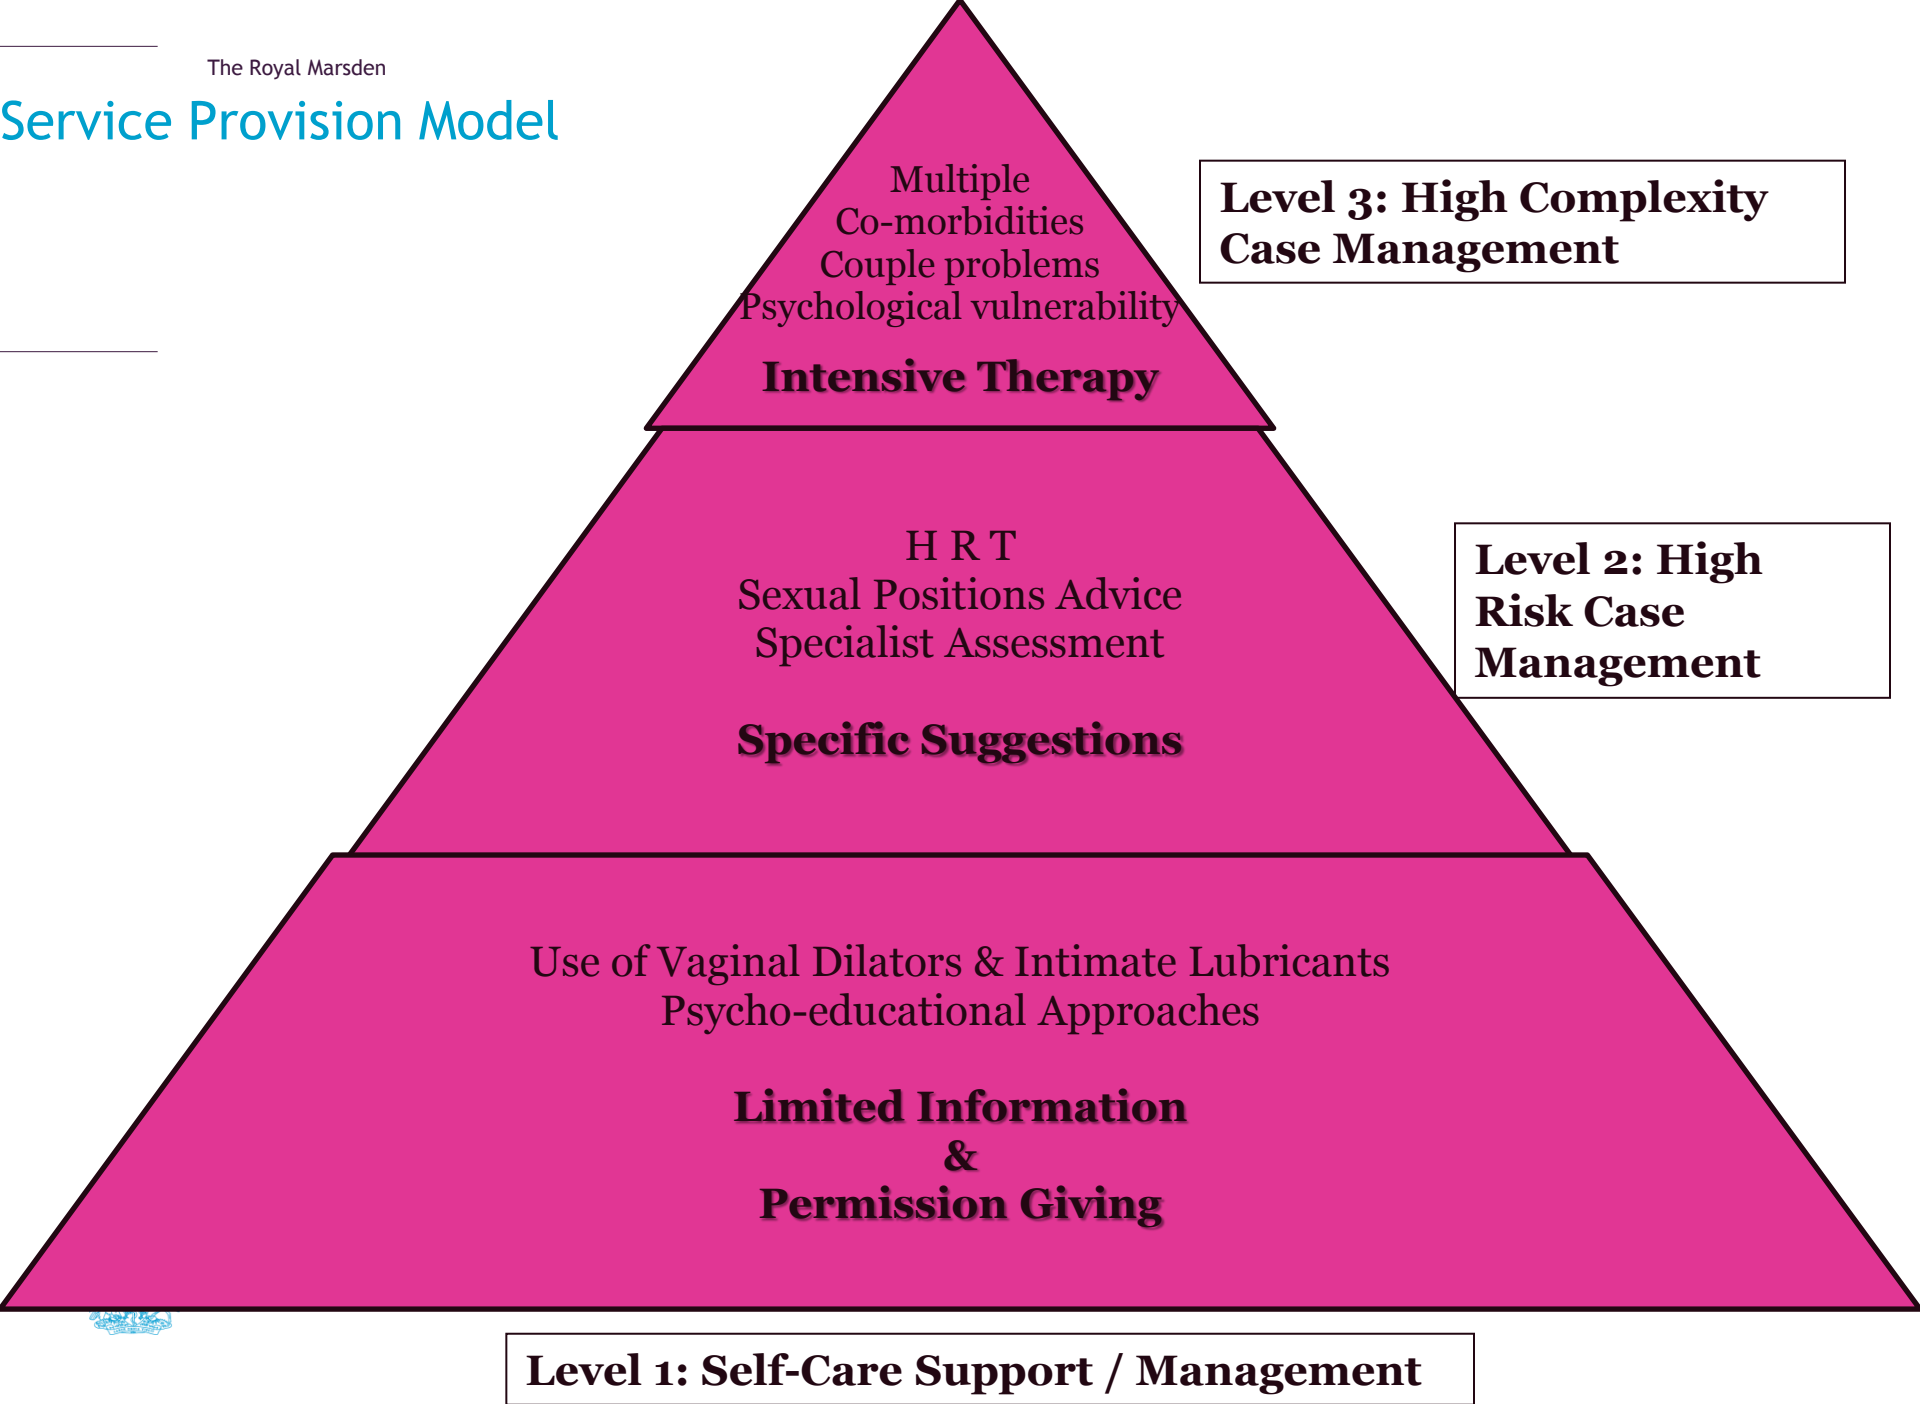 The Royal Marsden
Service Provision Model
Multiple
Co-morbidities
Couple problems
Psychological vulnerability
Intensive Therapy
Level 3: High Complexity
Case Management
H R T
Sexual Positions Advice
Specialist Assessment
Specific Suggestions
Level 2: High
Risk Case
Management
Use of Vaginal Dilators & Intimate Lubricants
Psycho-educational Approaches
Limited Information
&
Permission Giving
Level 1: Self-Care Support / Management